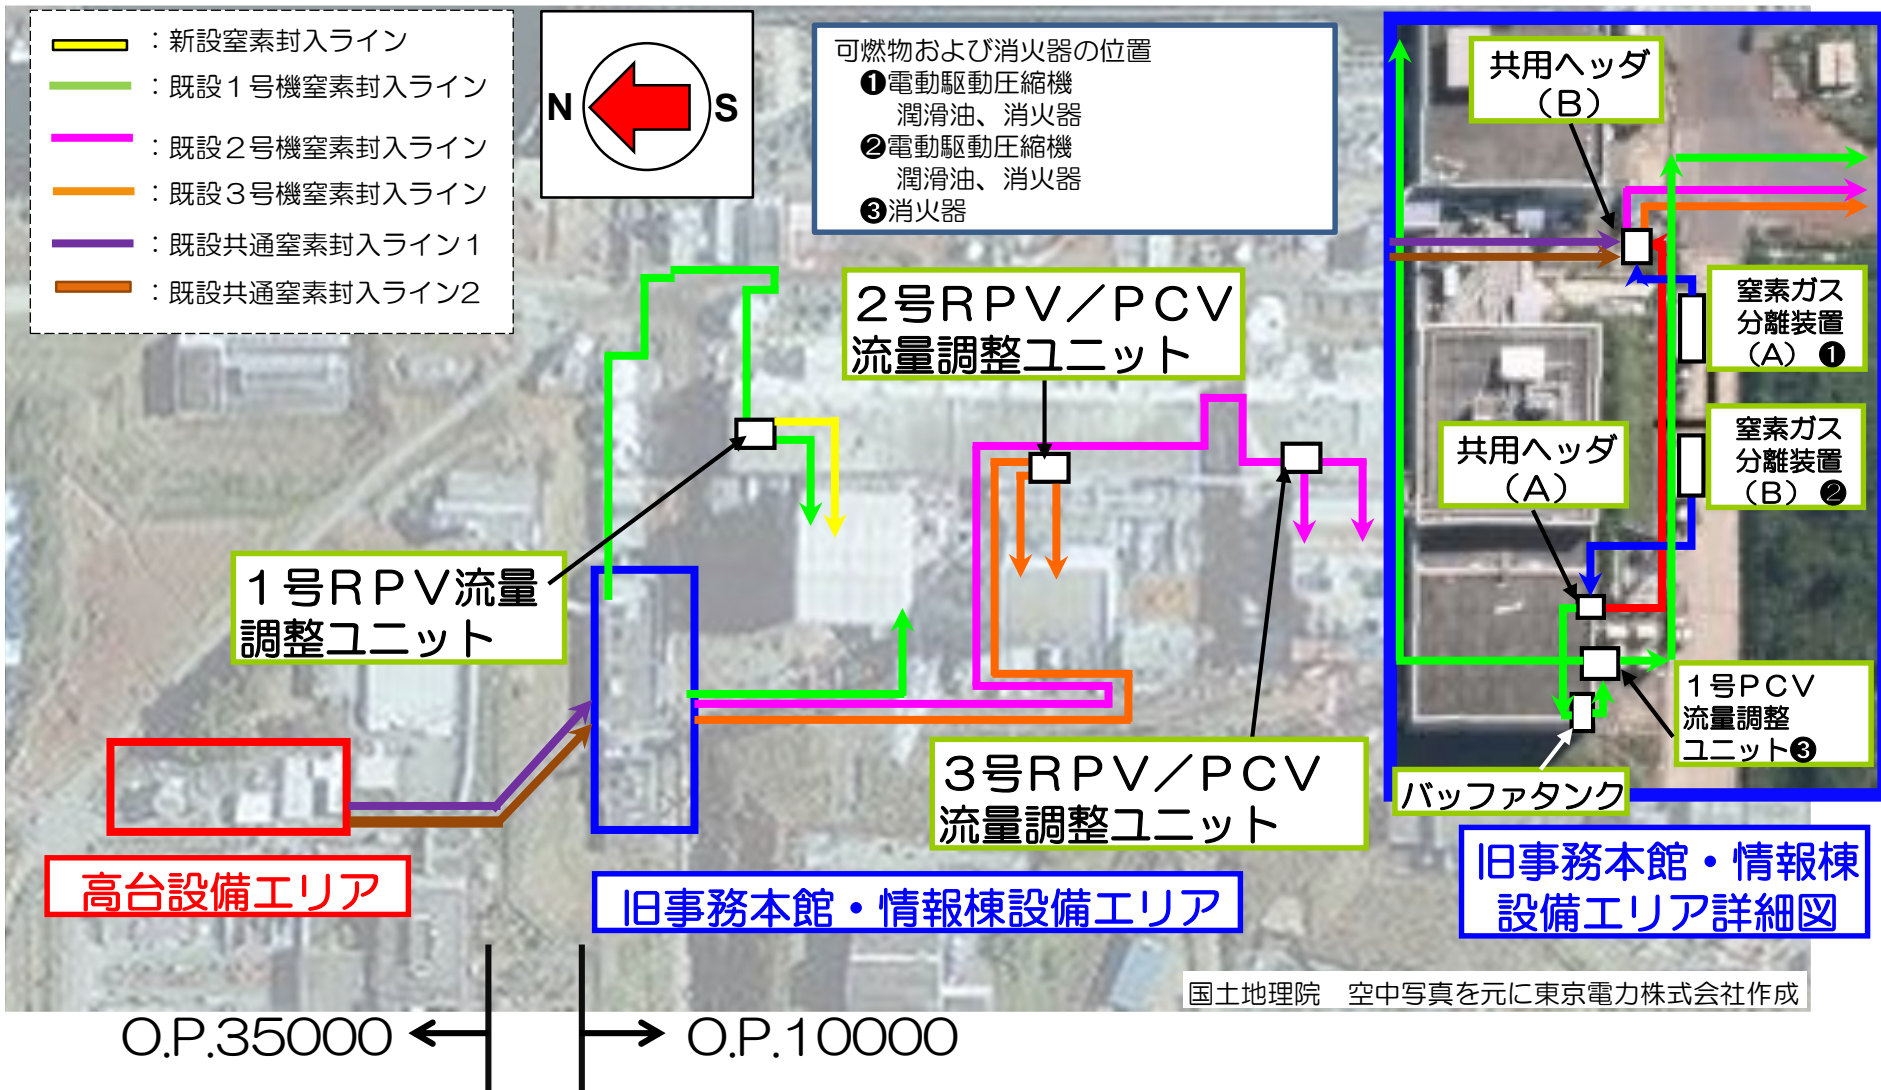 ：新設窒素封入ライン
：既設１号機窒素封入ライン
：既設２号機窒素封入ライン
：既設３号機窒素封入ライン
：既設共通窒素封入ライン１
：既設共通窒素封入ライン2
N
S
可燃物および消火器の位置
❶電動駆動圧縮機
潤滑油、消火器
❷電動駆動圧縮機
潤滑油、消火器
❸消火器
２号ＲＰＶ／ＰＣＶ
流量調整ユニット
１号ＲＰＶ流量
調整ユニット
３号ＲＰＶ／ＰＣＶ
流量調整ユニット
高台設備エリア
旧事務本館・情報棟設備エリア
共用ヘッダ
（Ｂ）
窒素ガス
分離装置
（Ａ）❶
窒素ガス
分離装置
（Ｂ）❷
共用ヘッダ
（Ａ）
１号ＰＣＶ
流量調整
ユニット❸
バッファタンク
旧事務本館・情報棟
設備エリア詳細図
国土地理院　空中写真を元に東京電力株式会社作成
O.P.35000
O.P.10000